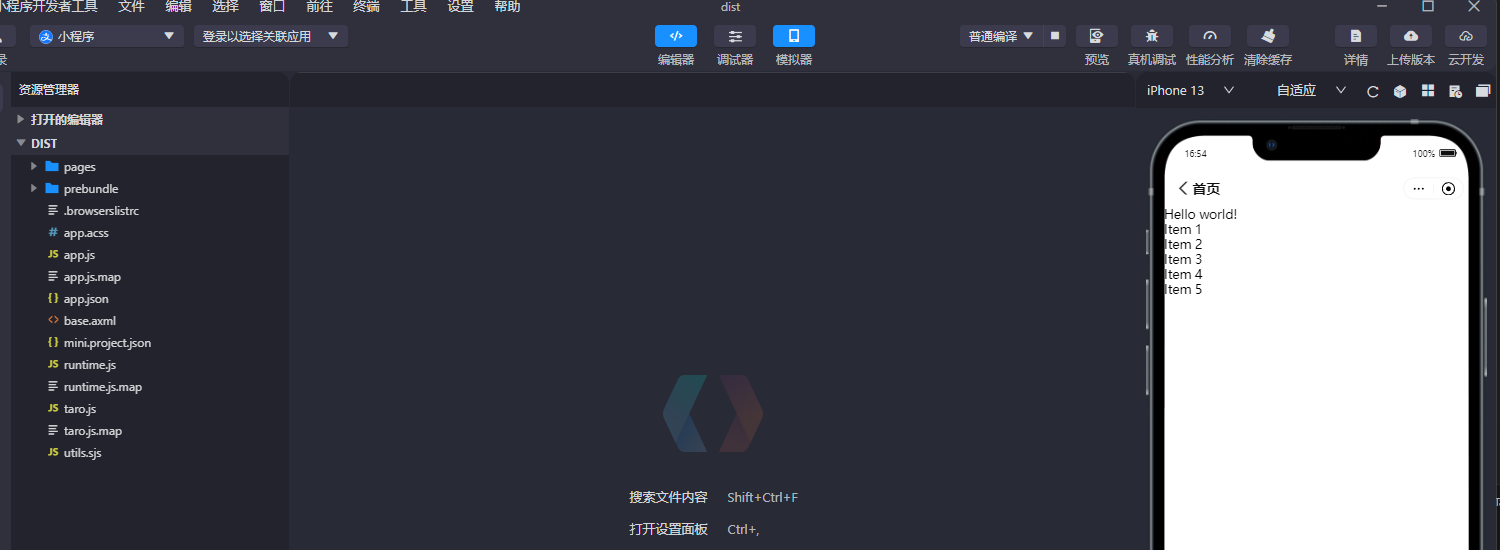 小程序开发者工具 文件 编辑 选择 窗口 前往 终端 工具 设置 帮助 dist
小程序 登录以选择关联应用 普通编译
编辑器 调试器 模拟器 预览 真机调试 性能分析 清除缓存 详情 上传版本 云开发
资源管理器
iPhone 13 自适应
打开的编辑器
DIST
pages
prebundle
.browserslistrc
app.acss
app.js
app.js.map
app.json
base.axml
mini.project.json
runtime.js
runtime.js.map
taro.js
taro.js.map
utils.sjs
搜索文件内容 Shift+Ctrl+F
打开设置面板 Ctrl+,
16:54 100%
首页
Hello world!
Item 1
Item 2
Item 3
Item 4
Item 5